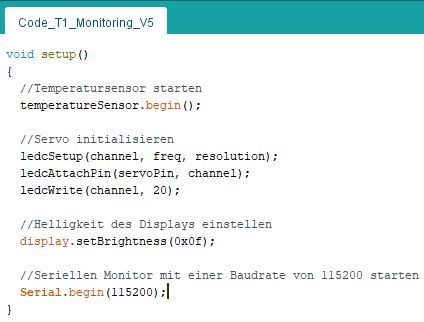 Code_T1_Monitoring_V5
void setup()
{
//Temperatursensor starten
temperatureSensor.begin();
//Servo initialisieren
ledcSetup(channel, freq, resolution);
ledcAttachPin(servoPin, channel);
ledcWrite(channel, 20);
//Helligkeit des Displays einstellen
display.setBrightness(0x0f);
//Seriellen Monitor mit einer Baudrate von 115200 starten
Serial.begin(115200);
}